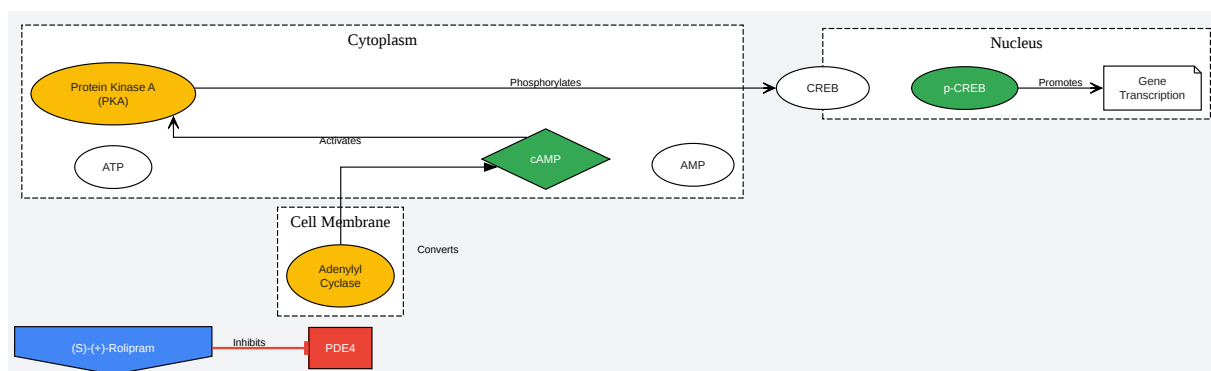 Cytoplasm
Nucleus
Protein Kinase A
(PKA)
Phosphorylates
CREB
p-CREB
Promotes
Gene
Transcription
Activates
ATP
cAMP
AMP
Cell Membrane
Converts
Adenylyl
Cyclase
(S)-(+)-Rolipram
Inhibits
PDE4